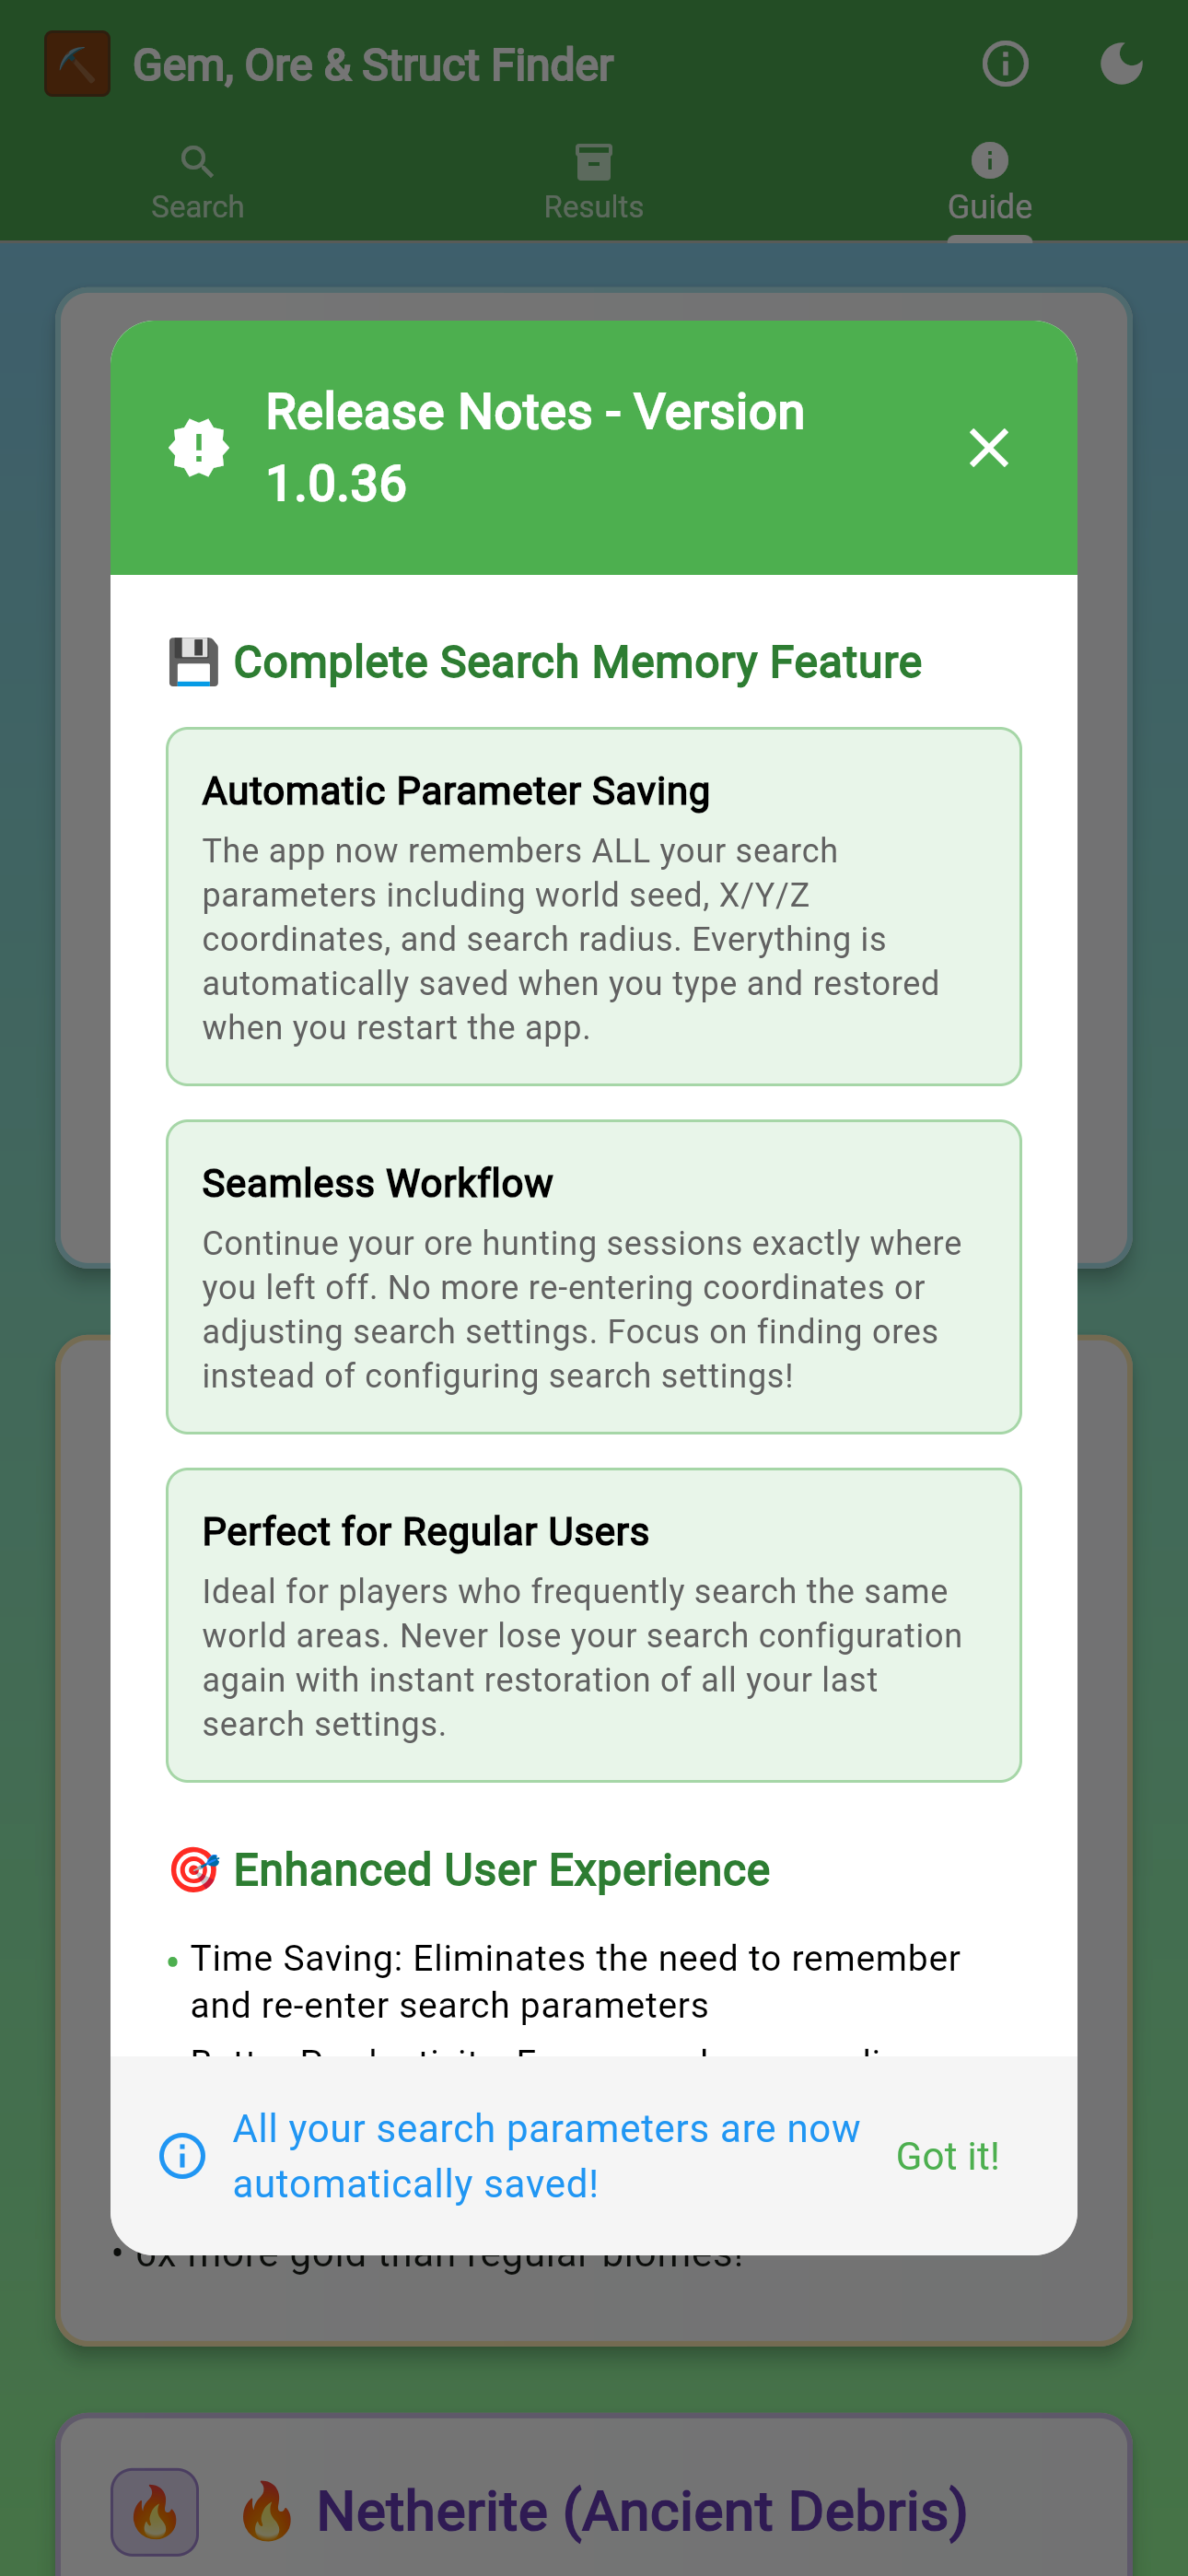 Gem, Ore & Struct Finder
Search
Results
Guide
Release Notes - Version
1.0.36
💾 Complete Search Memory Feature
Automatic Parameter Saving
The app now remembers ALL your search
parameters including world seed, X/Y/Z
coordinates, and search radius. Everything is
automatically saved when you type and restored
when you restart the app.
Seamless Workflow
Continue your ore hunting sessions exactly where
you left off. No more re-entering coordinates or
adjusting search settings. Focus on finding ores
instead of configuring search settings!
Perfect for Regular Users
Ideal for players who frequently search the same
world areas. Never lose your search configuration
again with instant restoration of all your last
search settings.
🎯 Enhanced User Experience
• Time Saving: Eliminates the need to remember
and re-enter search parameters
All your search parameters are now
automatically saved!
Got it!
• 6x more gold than regular biomes!
🔥 Netherite (Ancient Debris)